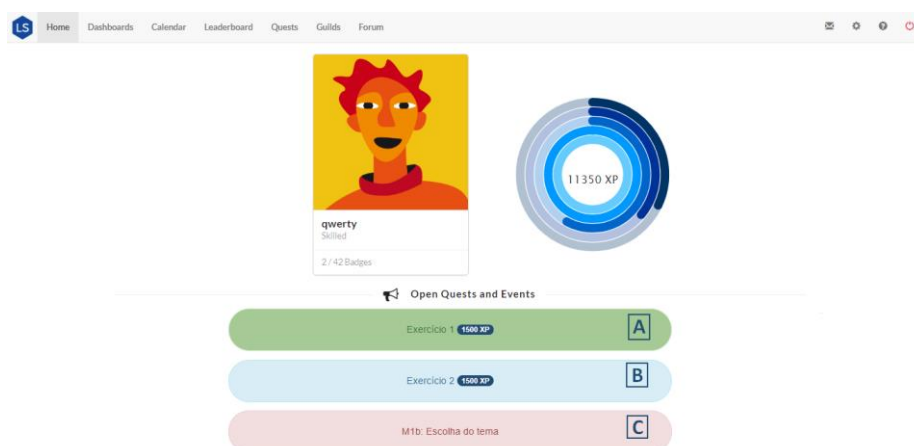 LS Home Dashboards Calendar Leaderboard Quests Guilds Forum
11350 XP
qwerty
Skilled
2 / 42 Badges
Open Quests and Events
Exercício 1 1500 XP A
Exercício 2 1500 XP B
M1b: Escolha do tema C